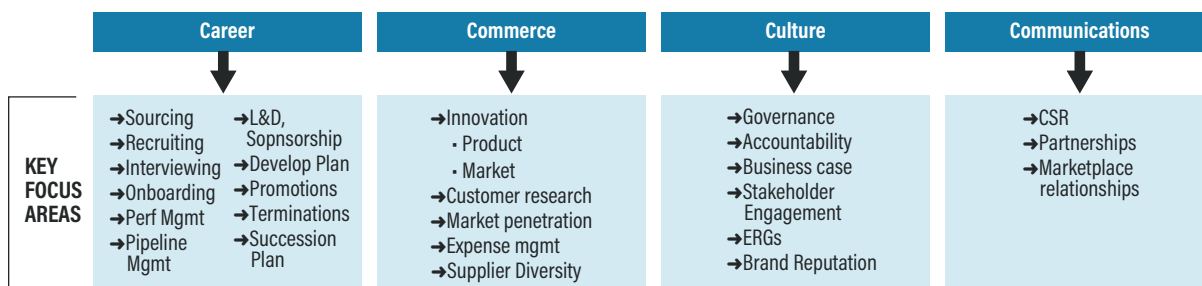 Career
Commerce
Culture
Communications
KEY
FOCUS
AREAS
➔Sourcing
➔Recruiting
➔Interviewing
➔Onboarding
➔Perf Mgmt
➔Pipeline
Mgmt
➔L&D,
Sopnsorship
➔Develop Plan
➔Promotions
➔Terminations
➔Succession
Plan
➔Innovation
▪ Product
▪ Market
➔Customer research
➔Market penetration
➔Expense mgmt
➔Supplier Diversity
➔Governance
➔Accountability
➔Business case
➔Stakeholder
Engagement
➔ERGs
➔Brand Reputation
➔CSR
➔Partnerships
➔Marketplace
relationships